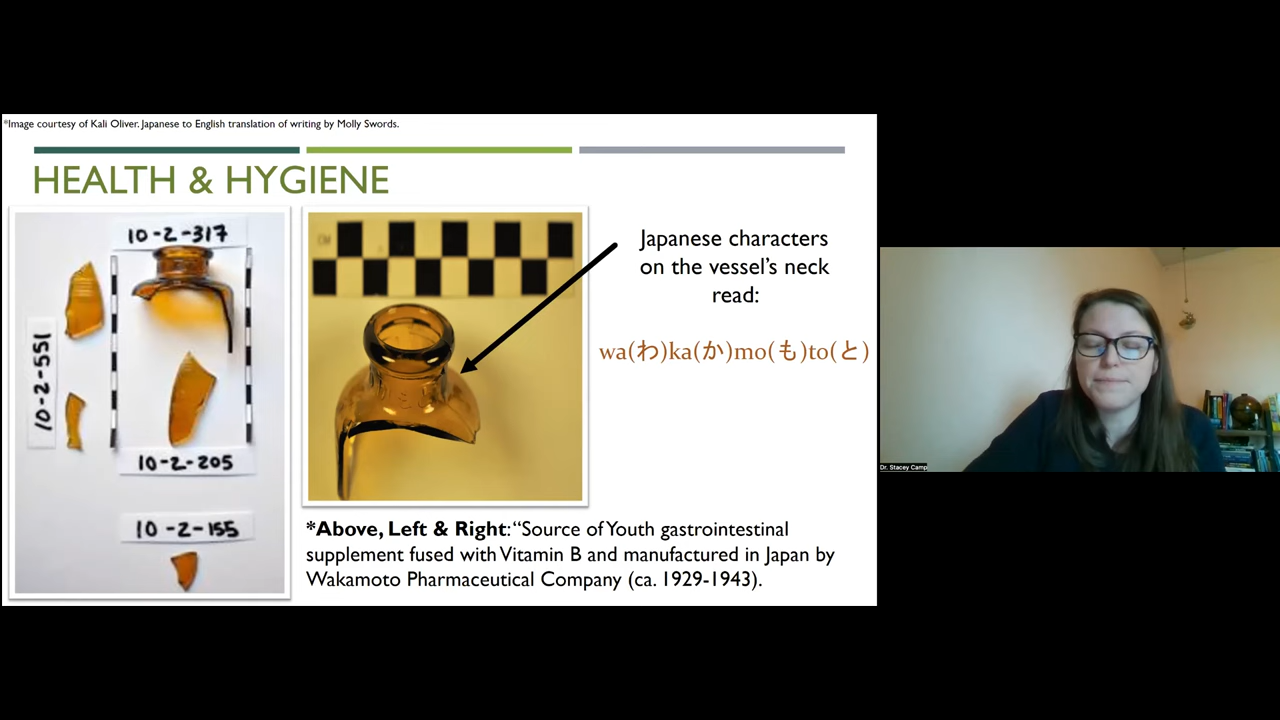 *Image courtesy of Kali Oliver. Japanese to English translation of writing by Molly Swords.
HEALTH & HYGIENE
10-2-317
10-2-551
10-2-205
10-2-155
CM
Japanese characters
on the vessel's neck
read:
wa(わ)ka(か)mo(も)to(と)
*Above, Left & Right: "Source of Youth gastrointestinal
supplement fused with Vitamin B and manufactured in Japan by
Wakamoto Pharmaceutical Company (ca. 1929-1943).
Dr. Stacey Camp